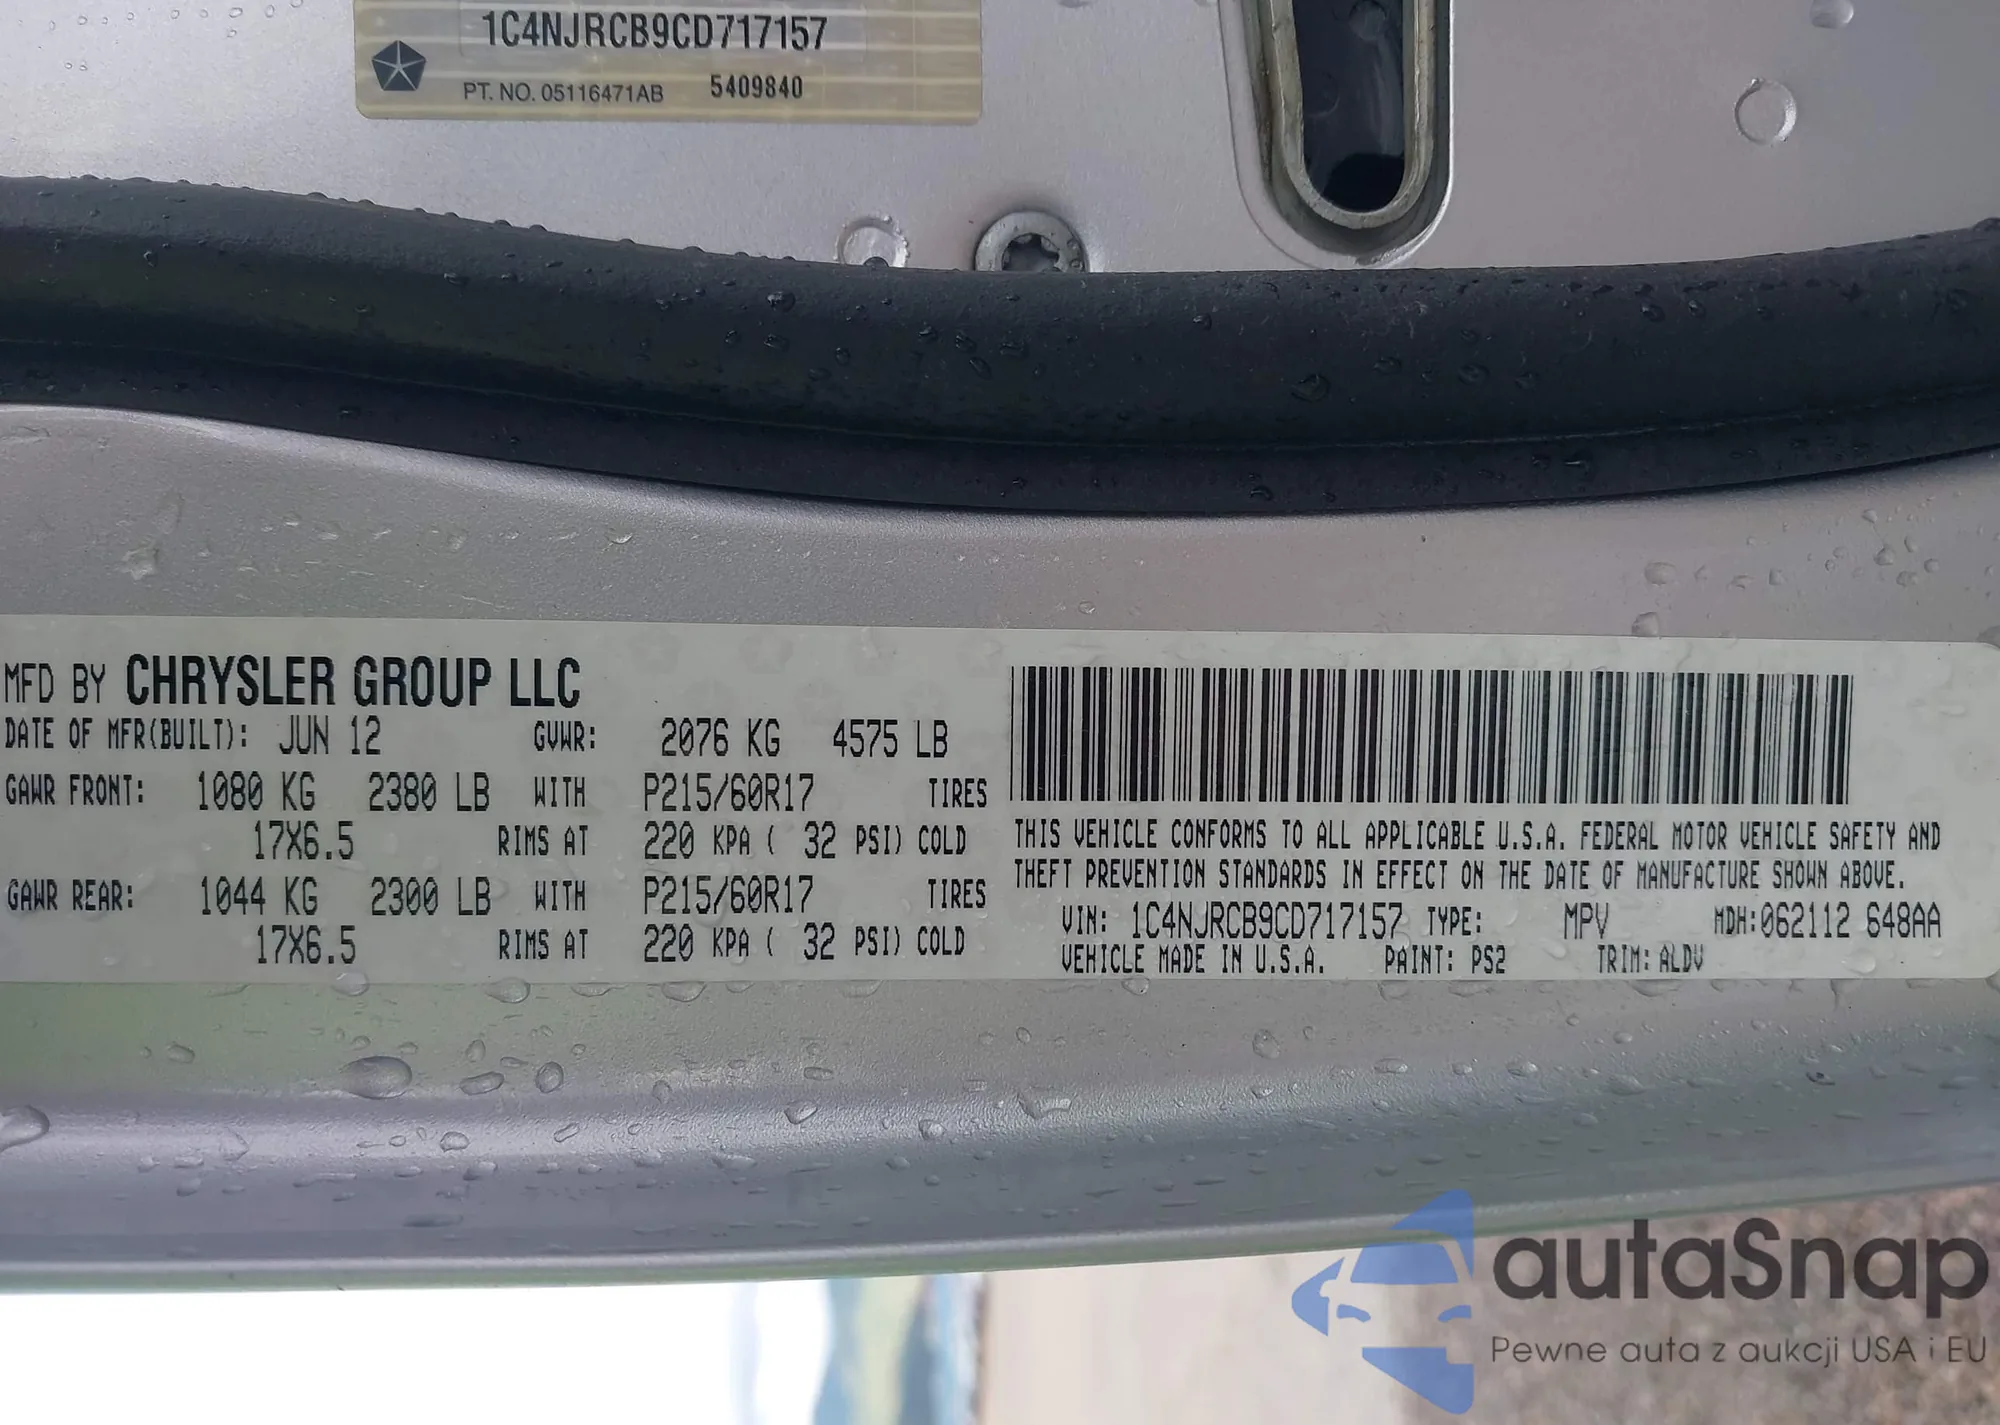 1C4NJRCB9CD717157
PT. NO. 05116471AB 5409840
MFD BY CHRYSLER GROUP LLC
DATE OF MFR(BUILT): JUN 12 GVWR: 2076 KG 4575 LB
GAWR FRONT: 1080 KG 2380 LB WITH P215/60R17 TIRES
17X6.5 RIMS AT 220 KPA ( 32 PSI) COLD
GAWR REAR: 1044 KG 2300 LB WITH P215/60R17 TIRES
17X6.5 RIMS AT 220 KPA ( 32 PSI) COLD
THIS VEHICLE CONFORMS TO ALL APPLICABLE U.S.A. FEDERAL MOTOR VEHICLE SAFETY AND
THEFT PREVENTION STANDARDS IN EFFECT ON THE DATE OF MANUFACTURE SHOWN ABOVE.
VIN: 1C4NJRCB9CD717157 TYPE: MPV MDH:062112 648AA
VEHICLE MADE IN U.S.A. PAINT: PS2 TRIM: ALDV
autaSnap
Pewne auta z aukcji USA i EU